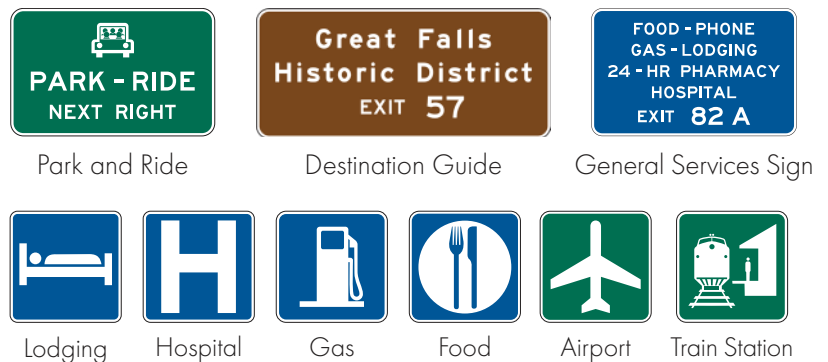 PARK - RIDE
NEXT RIGHT
Great Falls
Historic District
EXIT 57
FOOD - PHONE
GAS - LODGING
24 - HR PHARMACY
HOSPITAL
EXIT 82 A
Park and Ride
Destination Guide
General Services Sign
H
Lodging
Hospital
Gas
Food
Airport
Train Station